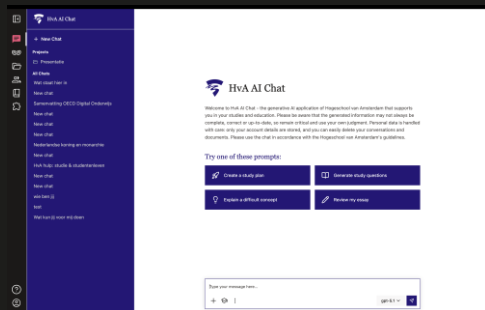 HvA AI Chat
+ New Chat
Projects
Presentatie
All Chats
Wat staat hier in
New chat
Samenvatting OECD Digital Onderwijs
New chat
New chat
New chat
Nederlandse koning en monarchie
New chat
HvA hulp: studie & studentenleven
New chat
New chat
wie ben jij
test
Wat kun jij voor mij doen
HvA AI Chat
Welcome to HvA AI Chat - the generative AI application of Hogeschool van Amsterdam that supports
you in your studies and education. Please be aware that the generated information may not always be
complete, correct or up-to-date, so remain critical and use your own judgment. Personal data is handled
with care: only your account details are stored, and you can easily delete your conversations and
documents. Please use the chat in accordance with the Hogeschool van Amsterdam's guidelines.
Try one of these prompts:
Create a study plan
Generate study questions
Explain a difficult concept
Review my essay
Type your message here...
gpt-5.1